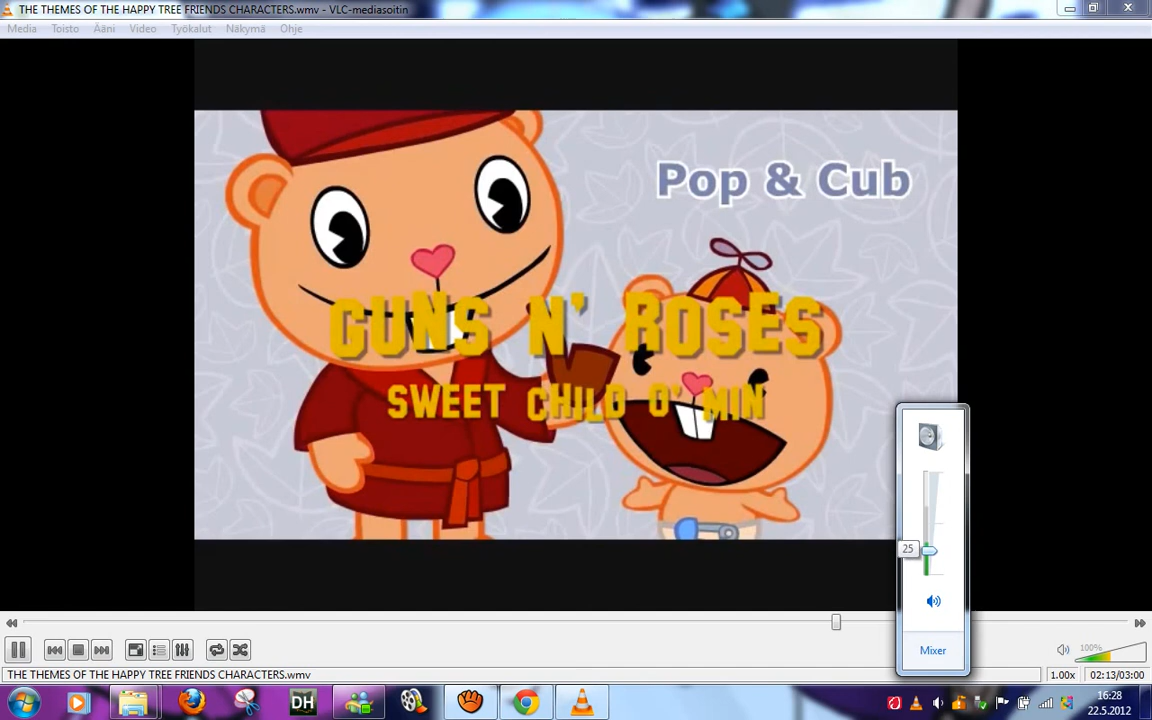 THE THEMES OF THE HAPPY TREE FRIENDS CHARACTERS.wmv - VLC-mediasoitin
Media Toisto Ääni Video Työkalut Näkymä Ohje
Pop & Cub
GUNS N' ROSES
SWEET CHILD O' MIN
25
Mixer
100%
THE THEMES OF THE HAPPY TREE FRIENDS CHARACTERS.wmv
1.00x 02:13/03:00
DH
16:28
22.5.2012